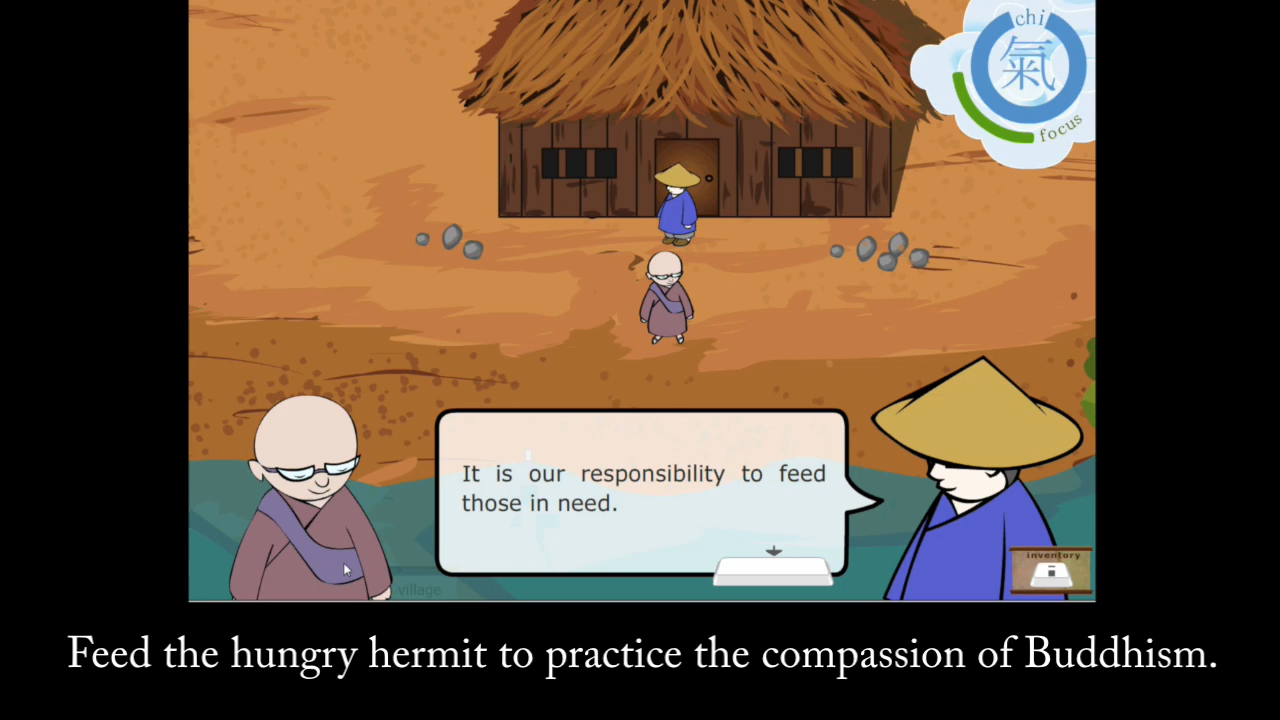 chi
氣
focus
It is our responsibility to feed
those in need.
inventory
village
Feed the hungry hermit to practice the compassion of Buddhism.